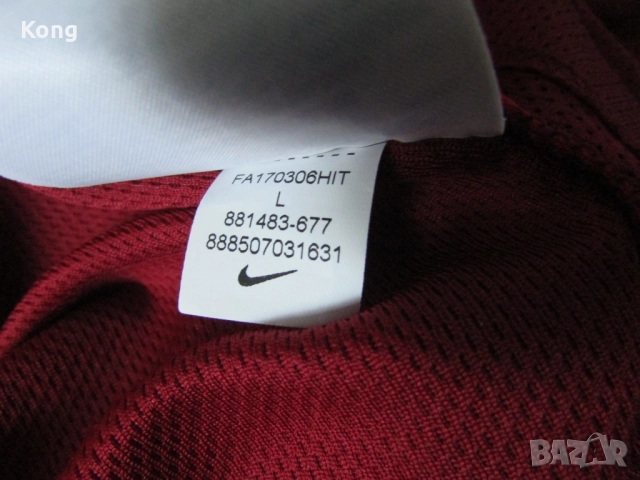 Kong
FA170306HIT
L
881483-677
888507031631
BAZAR